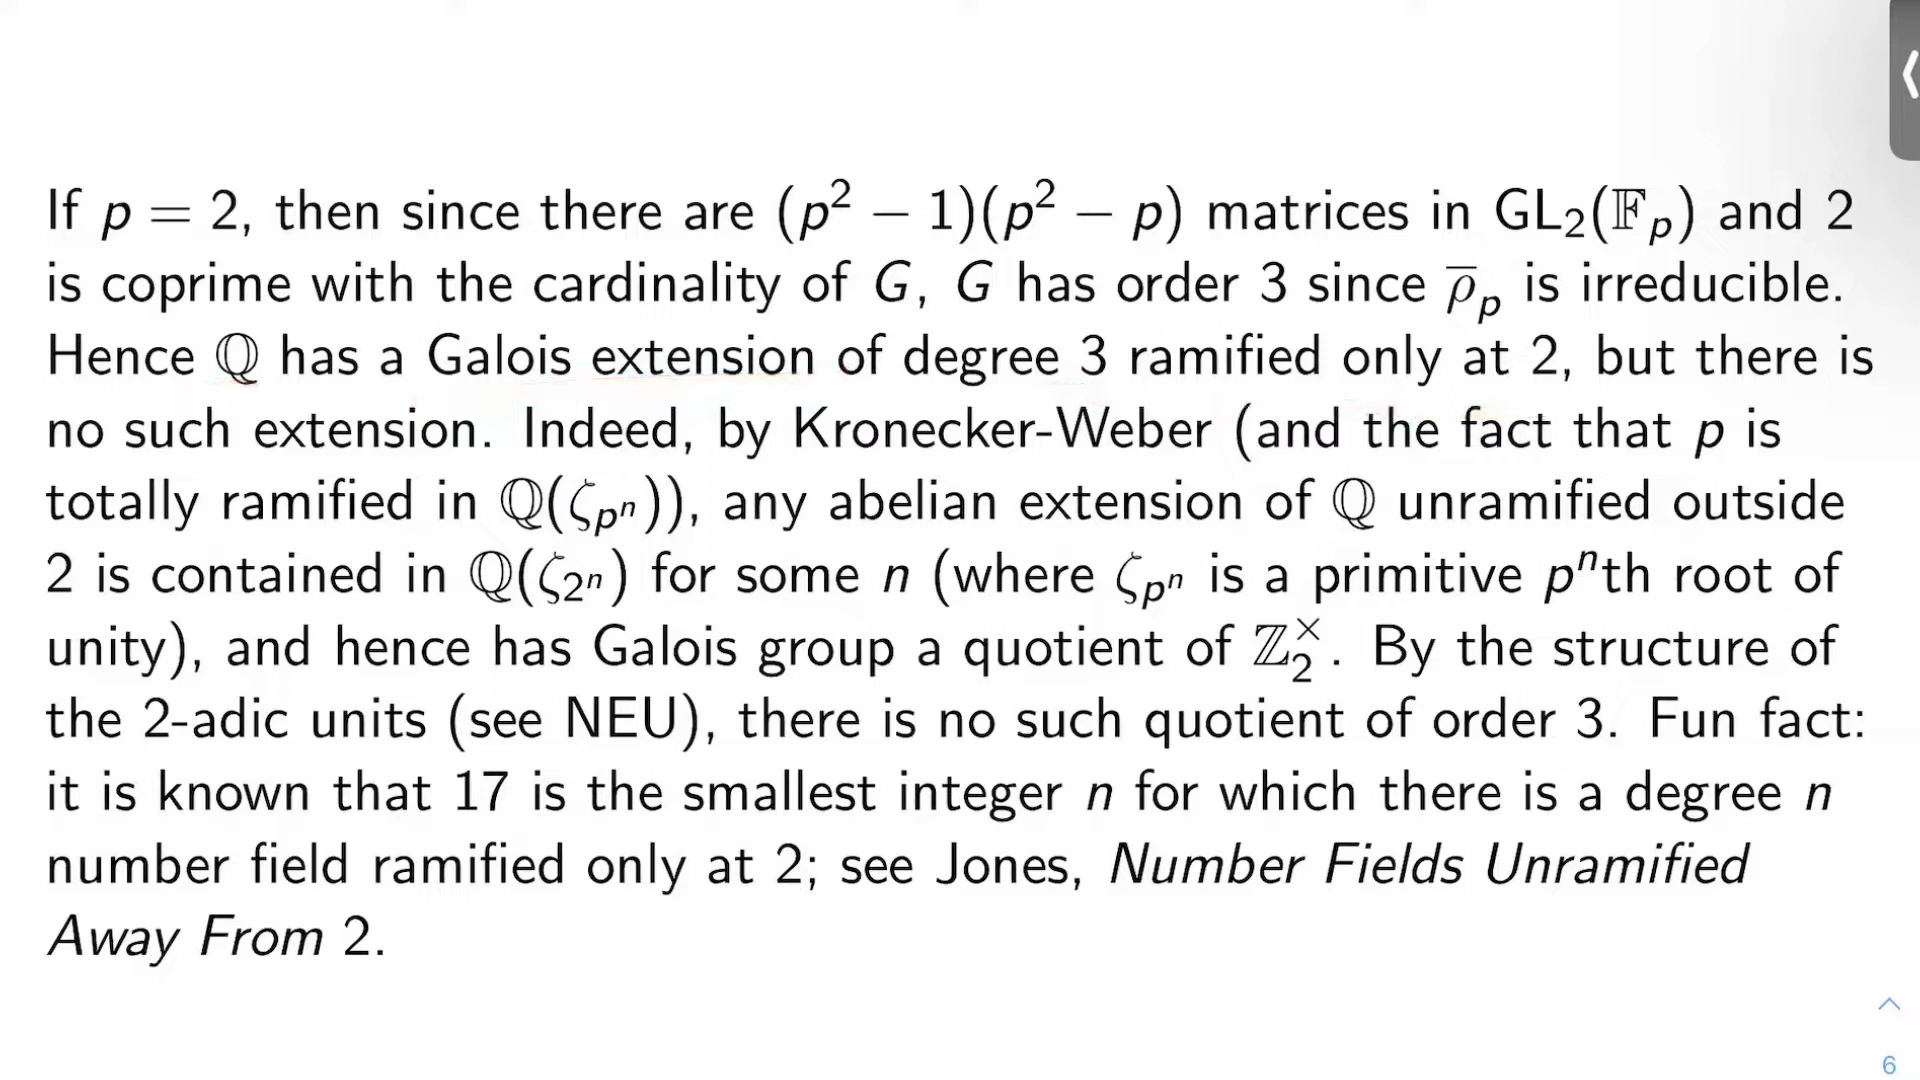 If p = 2, then since there are (p² − 1)(p² − p) matrices in GL₂(𝔽ₚ) and 2
is coprime with the cardinality of G, G has order 3 since ρ̅ₚ is irreducible.
Hence ℚ has a Galois extension of degree 3 ramified only at 2, but there is
no such extension. Indeed, by Kronecker-Weber (and the fact that p is
totally ramified in ℚ(ζ_{pⁿ})), any abelian extension of ℚ unramified outside
2 is contained in ℚ(ζ_{2ⁿ}) for some n (where ζ_{pⁿ} is a primitive pⁿth root of
unity), and hence has Galois group a quotient of ℤ₂^×. By the structure of
the 2-adic units (see NEU), there is no such quotient of order 3. Fun fact:
it is known that 17 is the smallest integer n for which there is a degree n
number field ramified only at 2; see Jones, Number Fields Unramified
Away From 2.
6